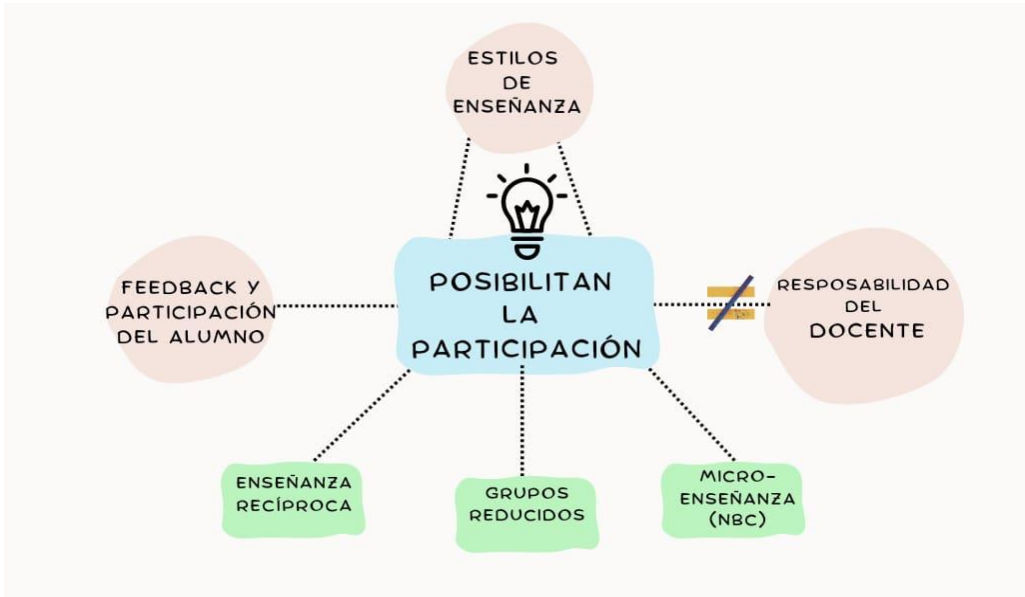 ESTILOS
DE
ENSEÑANZA
POSIBILITAN
LA
PARTICIPACIÓN
FEEDBACK Y
PARTICIPACIÓN
DEL ALUMNO
RESPOSABILIDAD
DEL
DOCENTE
ENSEÑANZA
RECÍPROCA
GRUPOS
REDUCIDOS
MICRO-
ENSEÑANZA
(NBC)